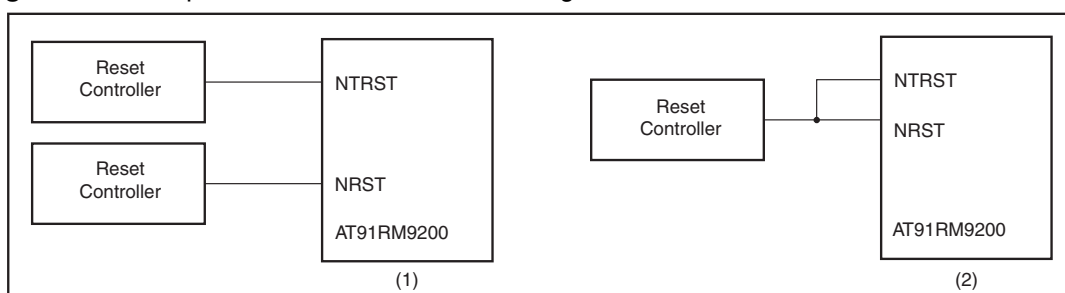 Reset
Controller
NTRST
Reset
Controller
NRST
AT91RM9200
(1)
Reset
Controller
NTRST
NRST
AT91RM9200
(2)